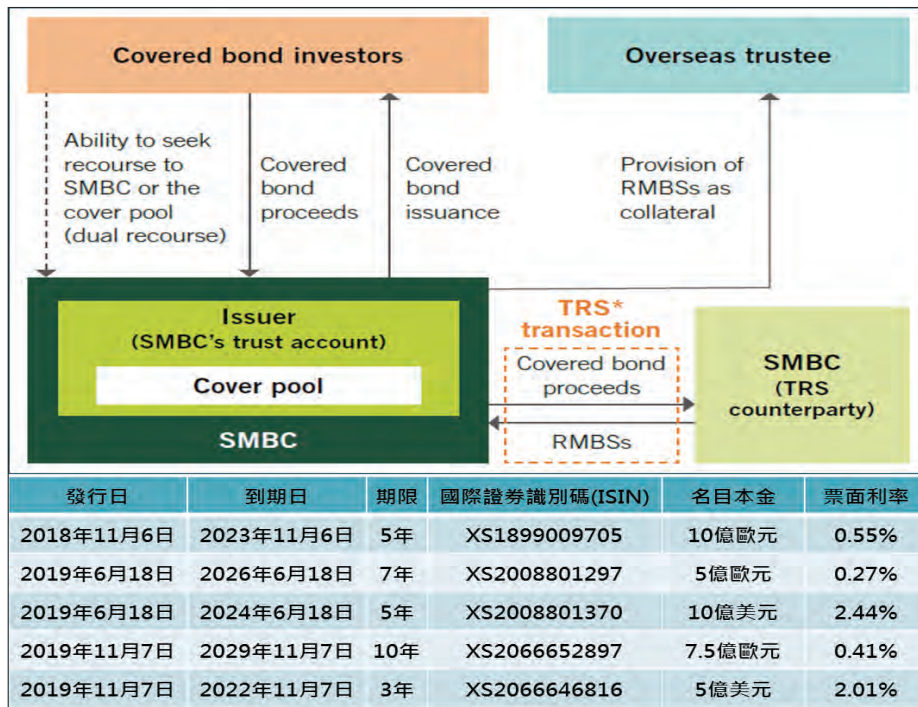 Covered bond investors
Overseas trustee
Ability to seek
recourse to
SMBC or the
cover pool
(dual recourse)
Covered
bond
proceeds
Covered
bond
issuance
Provision of
RMBSs as
collateral
Issuer
(SMBC's trust account)
Cover pool
SMBC
TRS*
transaction
Covered bond
proceeds
RMBSs
SMBC
(TRS
counterparty)
發行日 到期日 期限 國際證券識別碼(ISIN) 名目本金 票面利率
2018年11月6日 2023年11月6日 5年 XS1899009705 10億歐元 0.55%
2019年6月18日 2026年6月18日 7年 XS2008801297 5億歐元 0.27%
2019年6月18日 2024年6月18日 5年 XS2008801370 10億美元 2.44%
2019年11月7日 2029年11月7日 10年 XS2066652897 7.5億歐元 0.41%
2019年11月7日 2022年11月7日 3年 XS2066646816 5億美元 2.01%